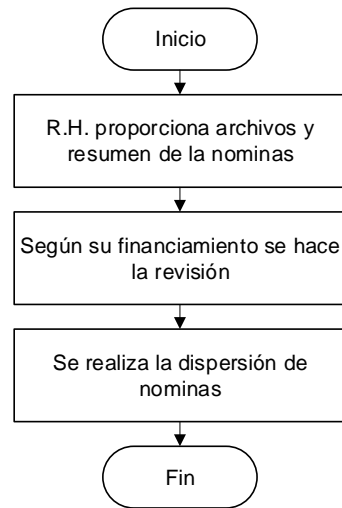 Inicio
R.H. proporciona archivos y
resumen de la nominas
Según su financiamiento se hace
la revisión
Se realiza la dispersión de
nominas
Fin